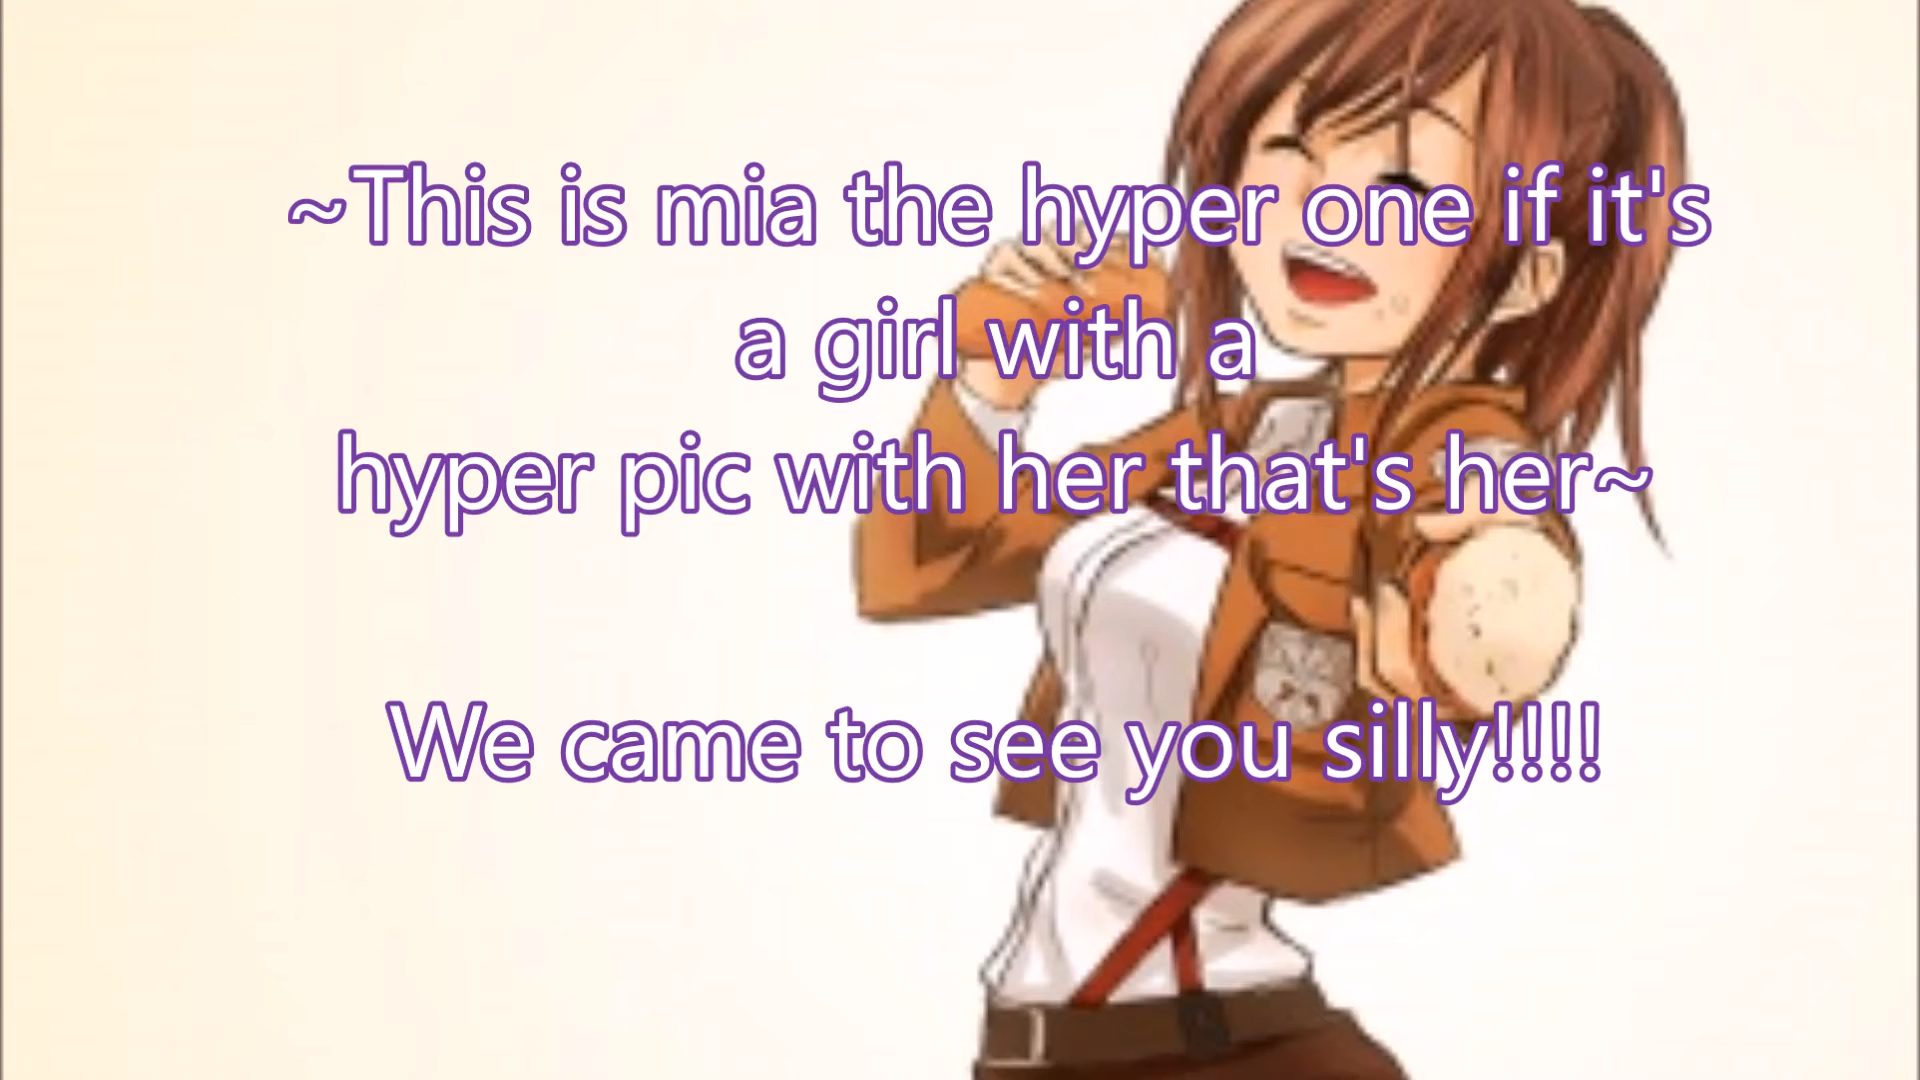 ~This is mia the hyper one if it's
a girl with a
hyper pic with her that's her~
We came to see you silly!!!!